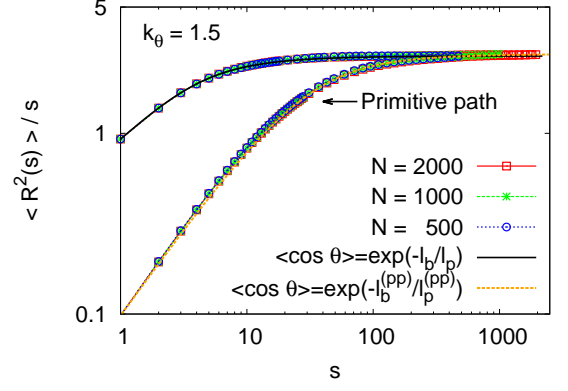 5
k_θ = 1.5
Primitive path
1
< R²(s) > / s
N = 2000
N = 1000
N = 500
<cos θ>=exp(-l_b/l_p)
<cos θ>=exp(-l_b^(pp)/l_p^(pp))
0.1
1 10 100 1000
s